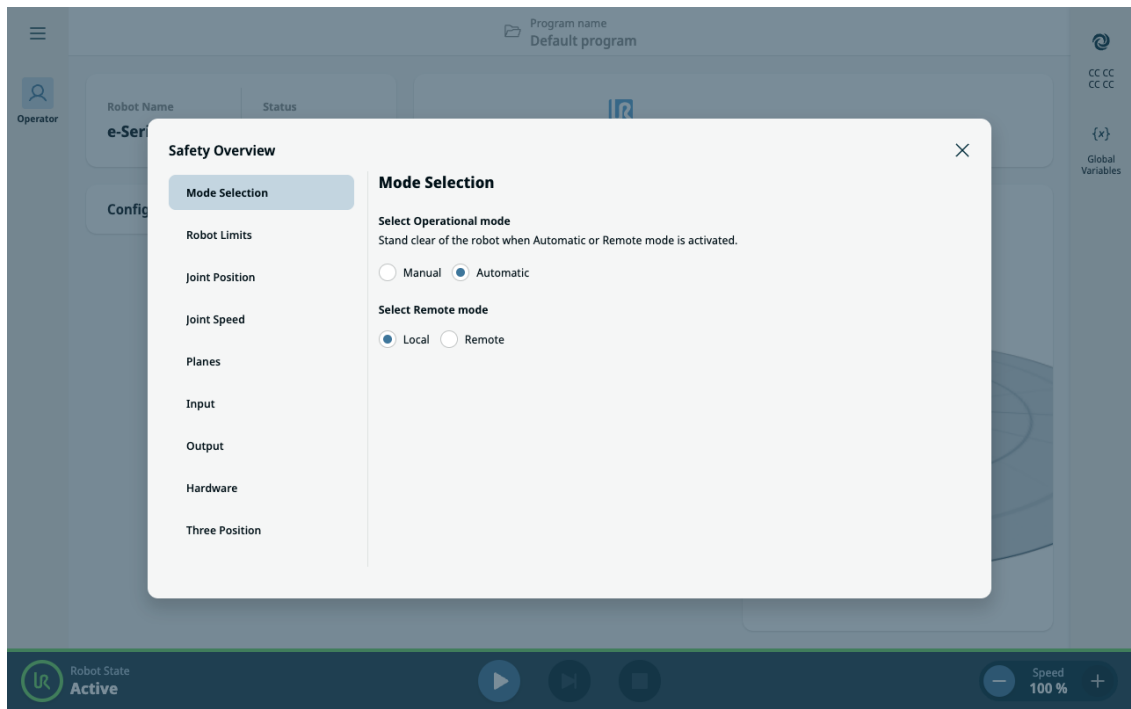 Program name
Default program
Operator
CC CC
CC CC
{x}
Global
Variables
Robot Name
Status
e-Seri
Config
Safety Overview
Mode Selection
Robot Limits
Joint Position
Joint Speed
Planes
Input
Output
Hardware
Three Position
Mode Selection
Select Operational mode
Stand clear of the robot when Automatic or Remote mode is activated.
Manual Automatic
Select Remote mode
Local Remote
Robot State
Active
Speed
100 %